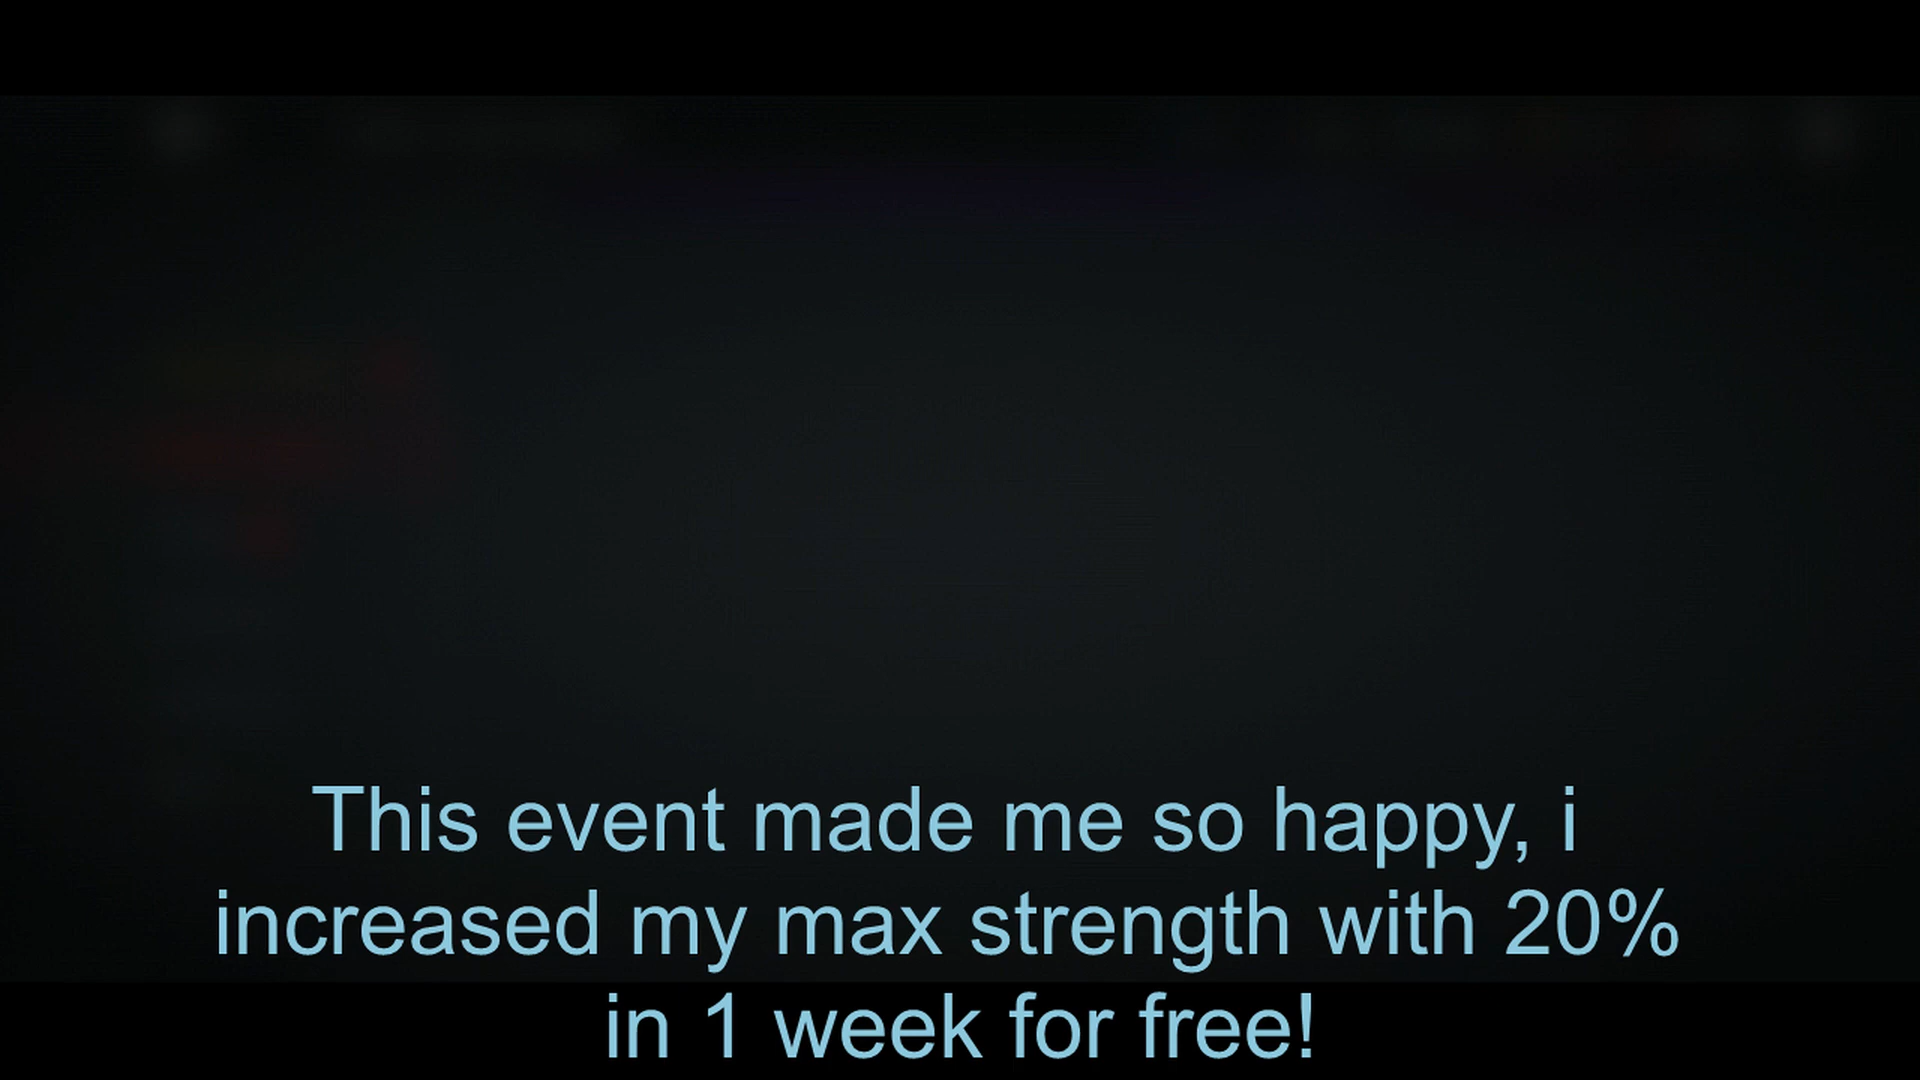 This event made me so happy, i
increased my max strength with 20%
in 1 week for free!